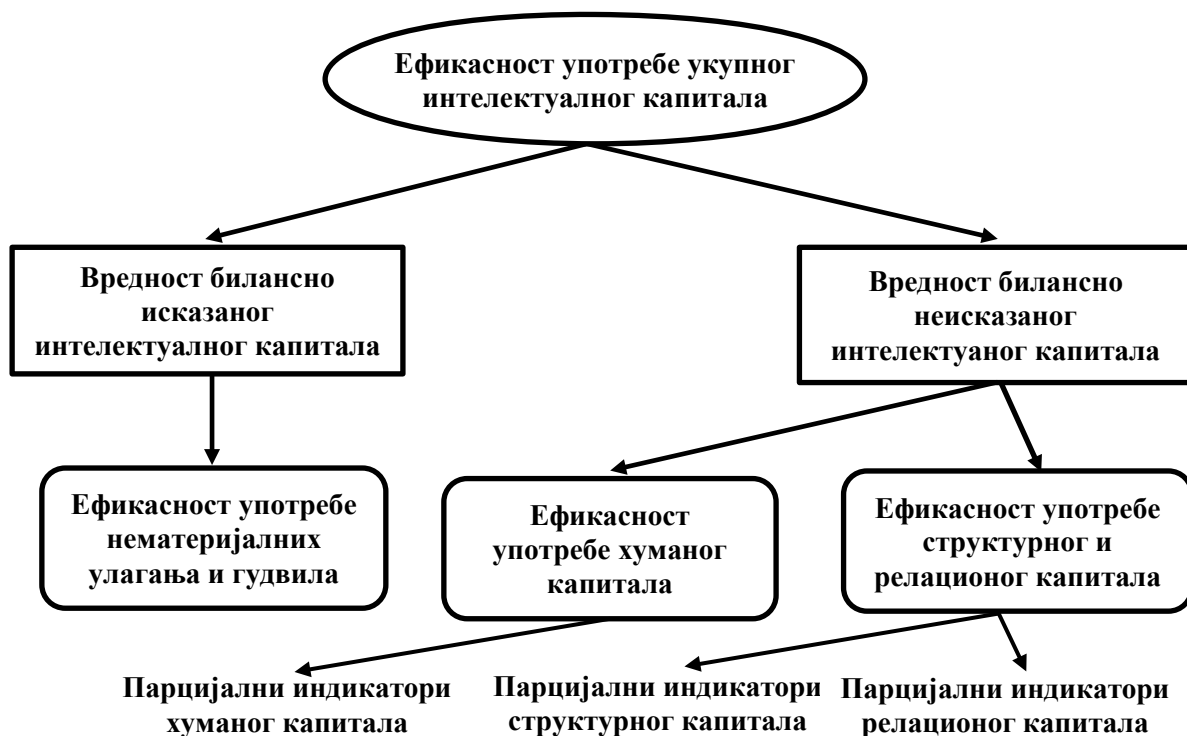 Ефикасност употребе укупног
интелектуалног капитала
Вредност билансно
исказаног
интелектуалног капитала
Вредност билансно
неисказаног
интелектуаног капитала
Ефикасност употребе
нематеријалних
улагања и гудвила
Ефикасност
употребе хуманог
капитала
Ефикасност употребе
структурног и
релационог капитала
Парцијални индикатори
хуманог капитала
Парцијални индикатори
структурног капитала
Парцијални индикатори
релационог капитала